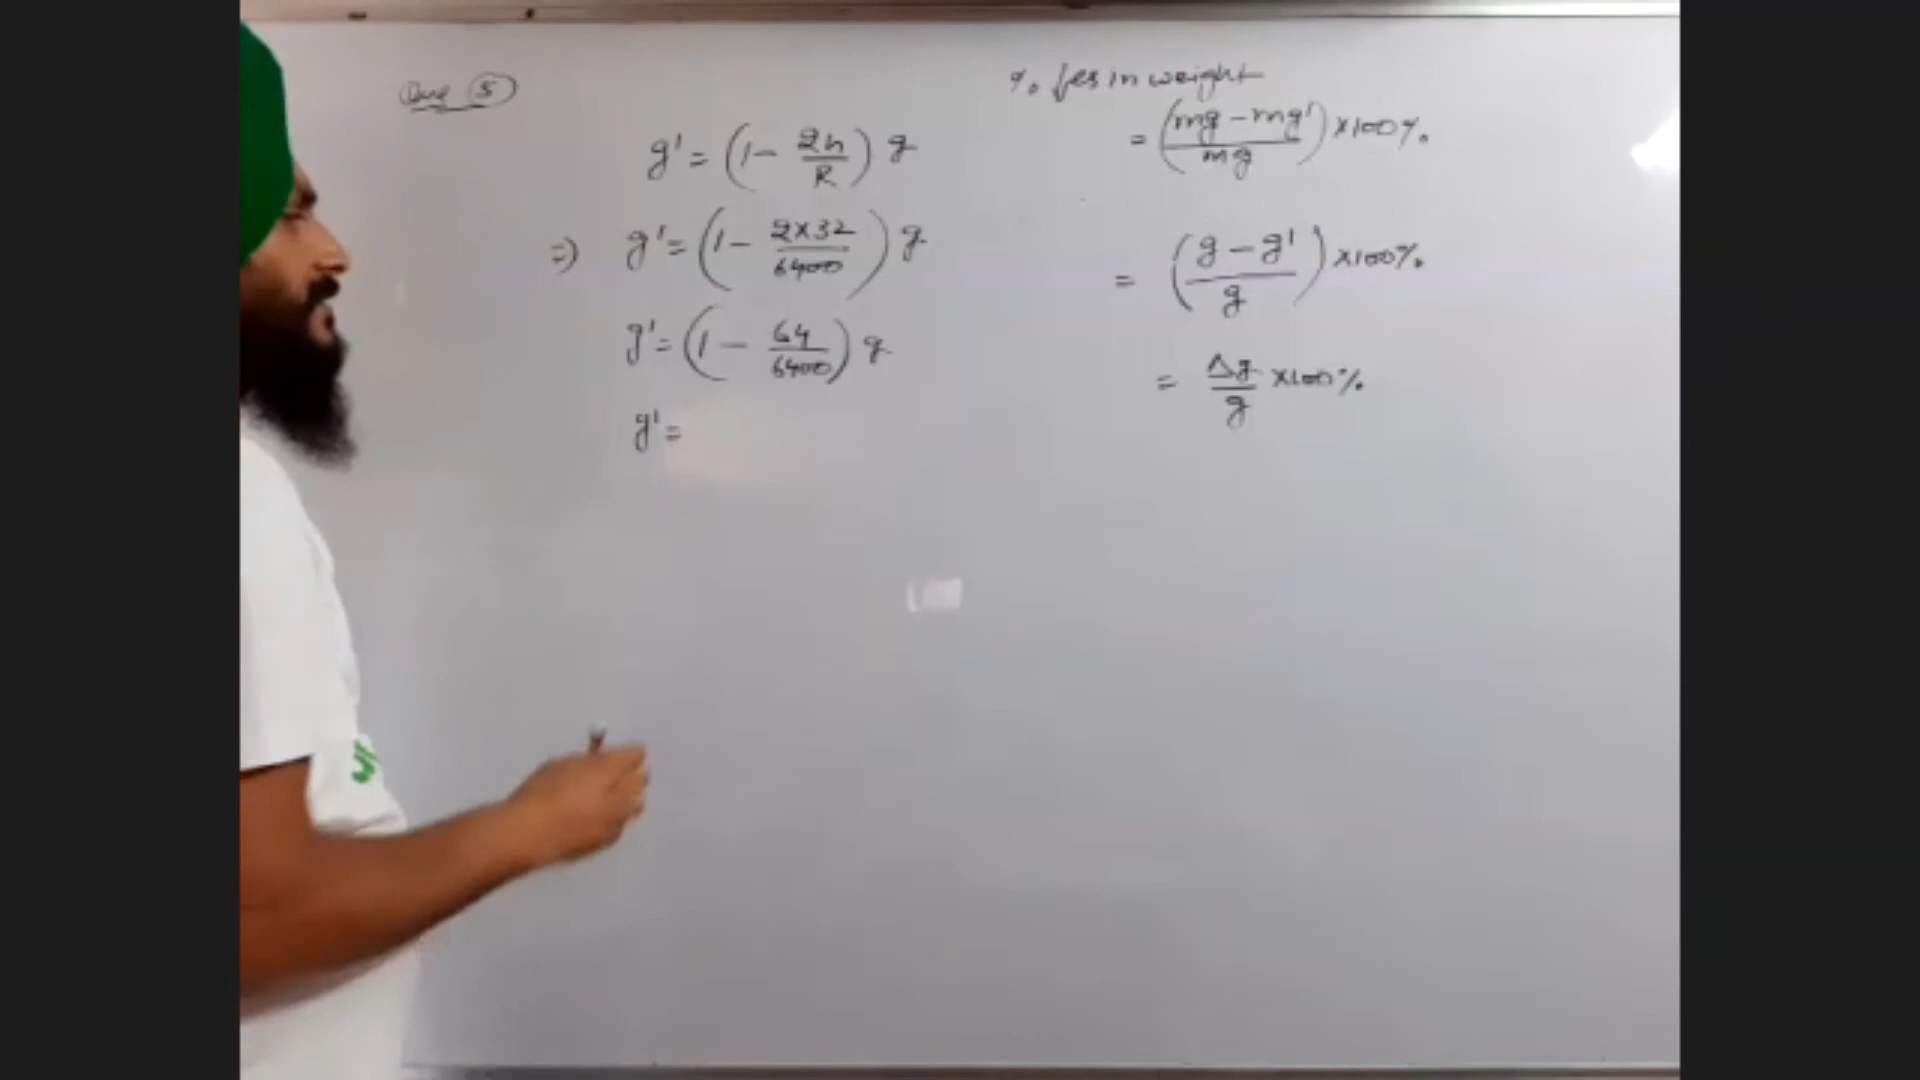 Que 5
g' = (1 - 2h/R) g
=) g' = (1 - 2×32/6400) g
g' = (1 - 64/6400) g
g' =
in weight
= (mg - mg'/mg) ×100%
= (g - g'/g) ×100%
= Δg/g ×100%